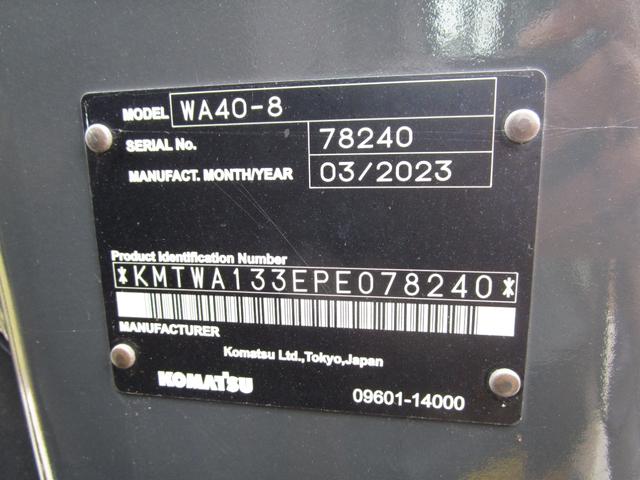 MODEL WA40-8
SERIAL No. 78240
MANUFACT. MONTH/YEAR 03/2023
Product Identification Number
*KMTWA133EPE078240*
MANUFACTURER
Komatsu Ltd.,Tokyo,Japan
KOMATSU
09601-14000